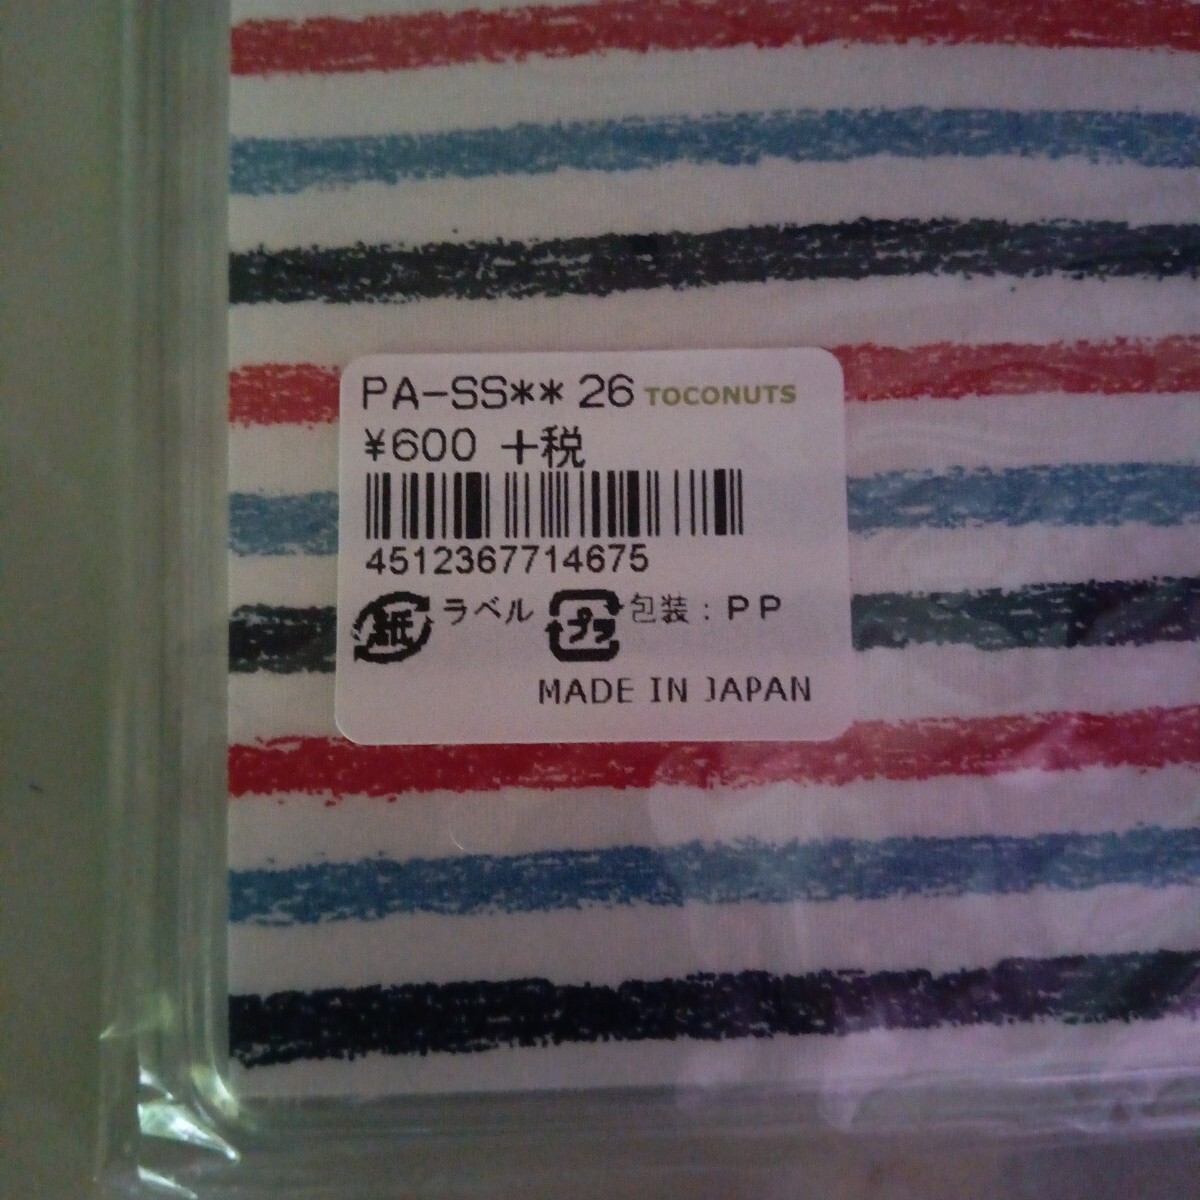 PA-SS** 26 TOCONUTS
¥600 +税
4512367714675
紙 ラベル プラ 包装：PP
MADE IN JAPAN